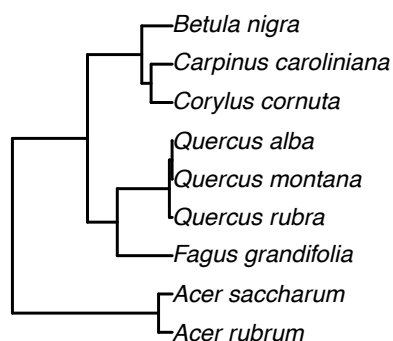 Betula nigra
Carpinus caroliniana
Corylus cornuta
Quercus alba
Quercus montana
Quercus rubra
Fagus grandifolia
Acer saccharum
Acer rubrum